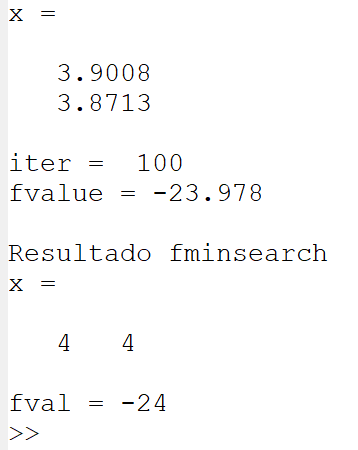 x =
3.9008
3.8713
iter = 100
fvalue = -23.978
Resultado fminsearch
x =
4 4
fval = -24
>>